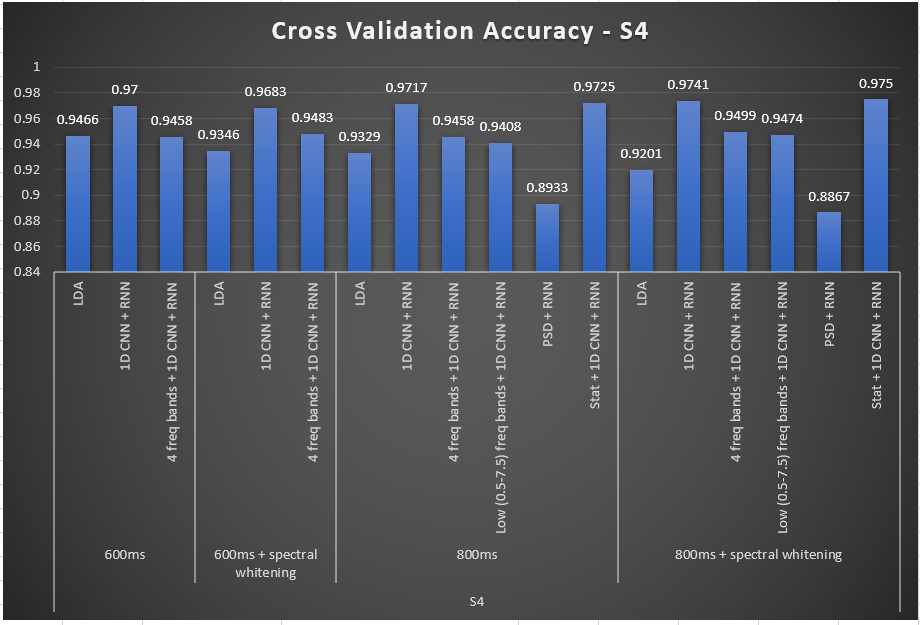 Cross Validation Accuracy - S4
1
0.98
0.96
0.94
0.92
0.9
0.88
0.86
0.84
0.9466
0.97
0.9458
0.9346
0.9683
0.9483
0.9329
0.9717
0.9458
0.9408
0.8933
0.9725
0.9201
0.9741
0.9499
0.9474
0.8867
0.975
LDA
1D CNN + RNN
4 freq bands + 1D CNN + RNN
LDA
1D CNN + RNN
4 freq bands + 1D CNN + RNN
LDA
1D CNN + RNN
4 freq bands + 1D CNN + RNN
Low (0.5-7.5) freq bands + 1D CNN + RNN
PSD + RNN
Stat + 1D CNN + RNN
LDA
1D CNN + RNN
4 freq bands + 1D CNN + RNN
Low (0.5-7.5) freq bands + 1D CNN + RNN
PSD + RNN
Stat + 1D CNN + RNN
600ms
600ms + spectral
whitening
800ms
800ms + spectral whitening
S4